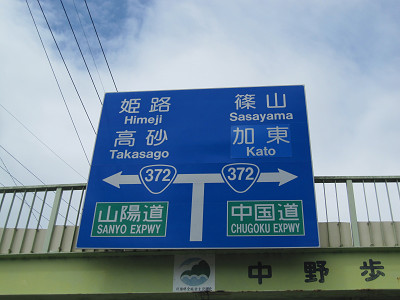 姫路
Himeji
高砂
Takasago
篠山
Sasayama
加東
Kato
372
372
山陽道
SANYO EXPWY
中国道
CHUGOKU EXPWY
中野歩